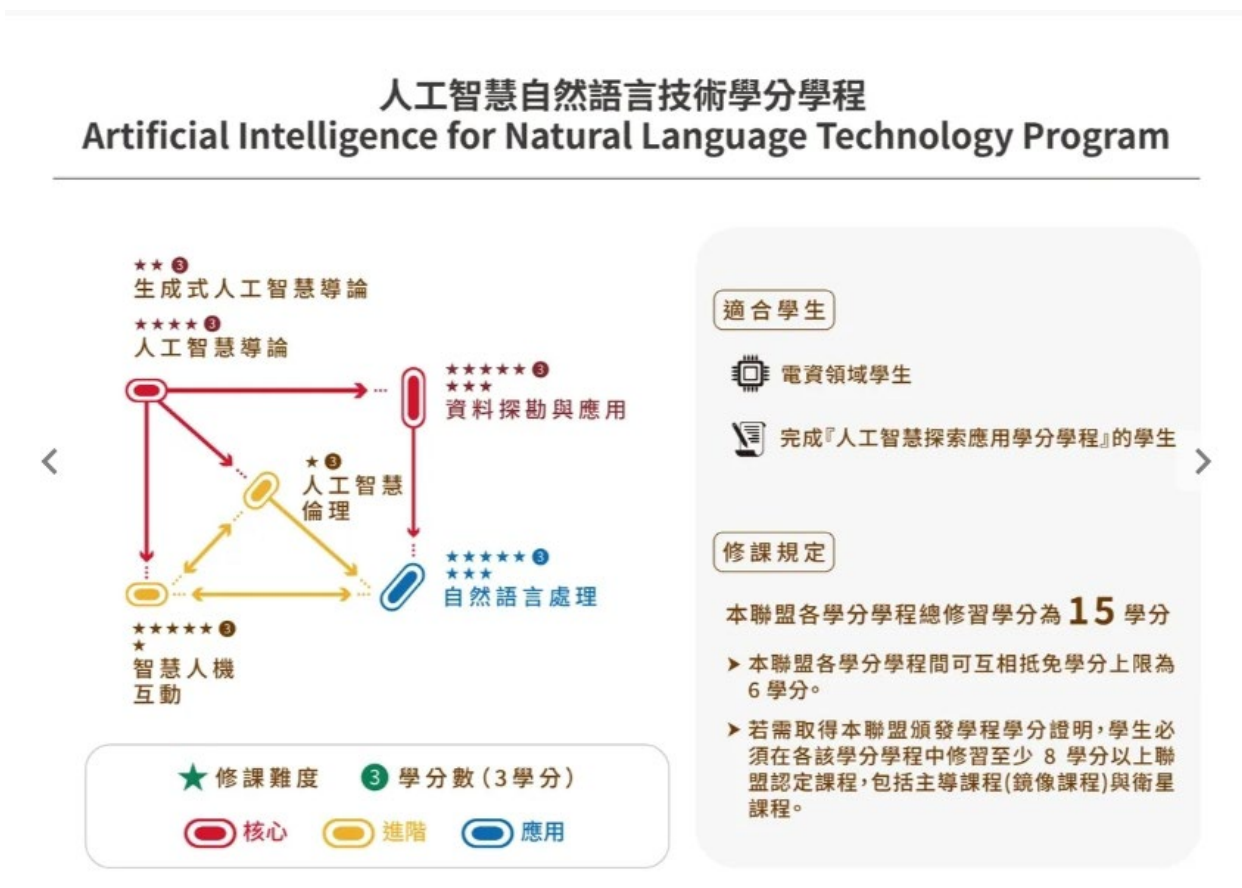 人工智慧自然語言技術學分學程
Artificial Intelligence for Natural Language Technology Program
★★ 3
生成式人工智慧導論
★★★★ 3
人工智慧導論
★★★★★ 3
★★★
資料探勘與應用
★ 3
人工智慧
倫理
★★★★★ 3
★★★
自然語言處理
★★★★★ 3
★
智慧人機
互動
★修課難度 3 學分數(3學分)
核心 進階 應用
適合學生
電資領域學生
完成『人工智慧探索應用學分學程』的學生
修課規定
本聯盟各學分學程總修習學分為 15 學分
➤ 本聯盟各學分學程間可互相抵免學分上限為
6 學分。
➤ 若需取得本聯盟頒發學程學分證明,學生必
須在各該學分學程中修習至少 8 學分以上聯
盟認定課程,包括主導課程(鏡像課程)與衛星
課程。